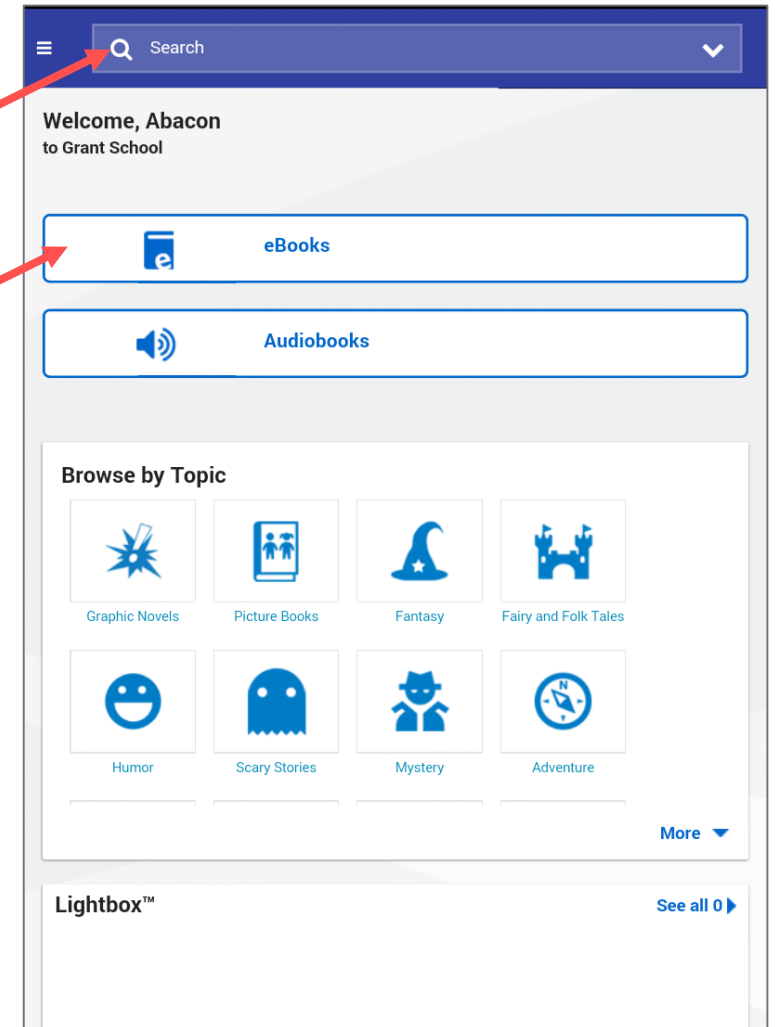 Search
Welcome, Abacon
to Grant School
e
eBooks
Audiobooks
Browse by Topic
Graphic Novels
Picture Books
Fantasy
Fairy and Folk Tales
N
Humor
Scary Stories
Mystery
Adventure
More
Lightbox™
See all 0